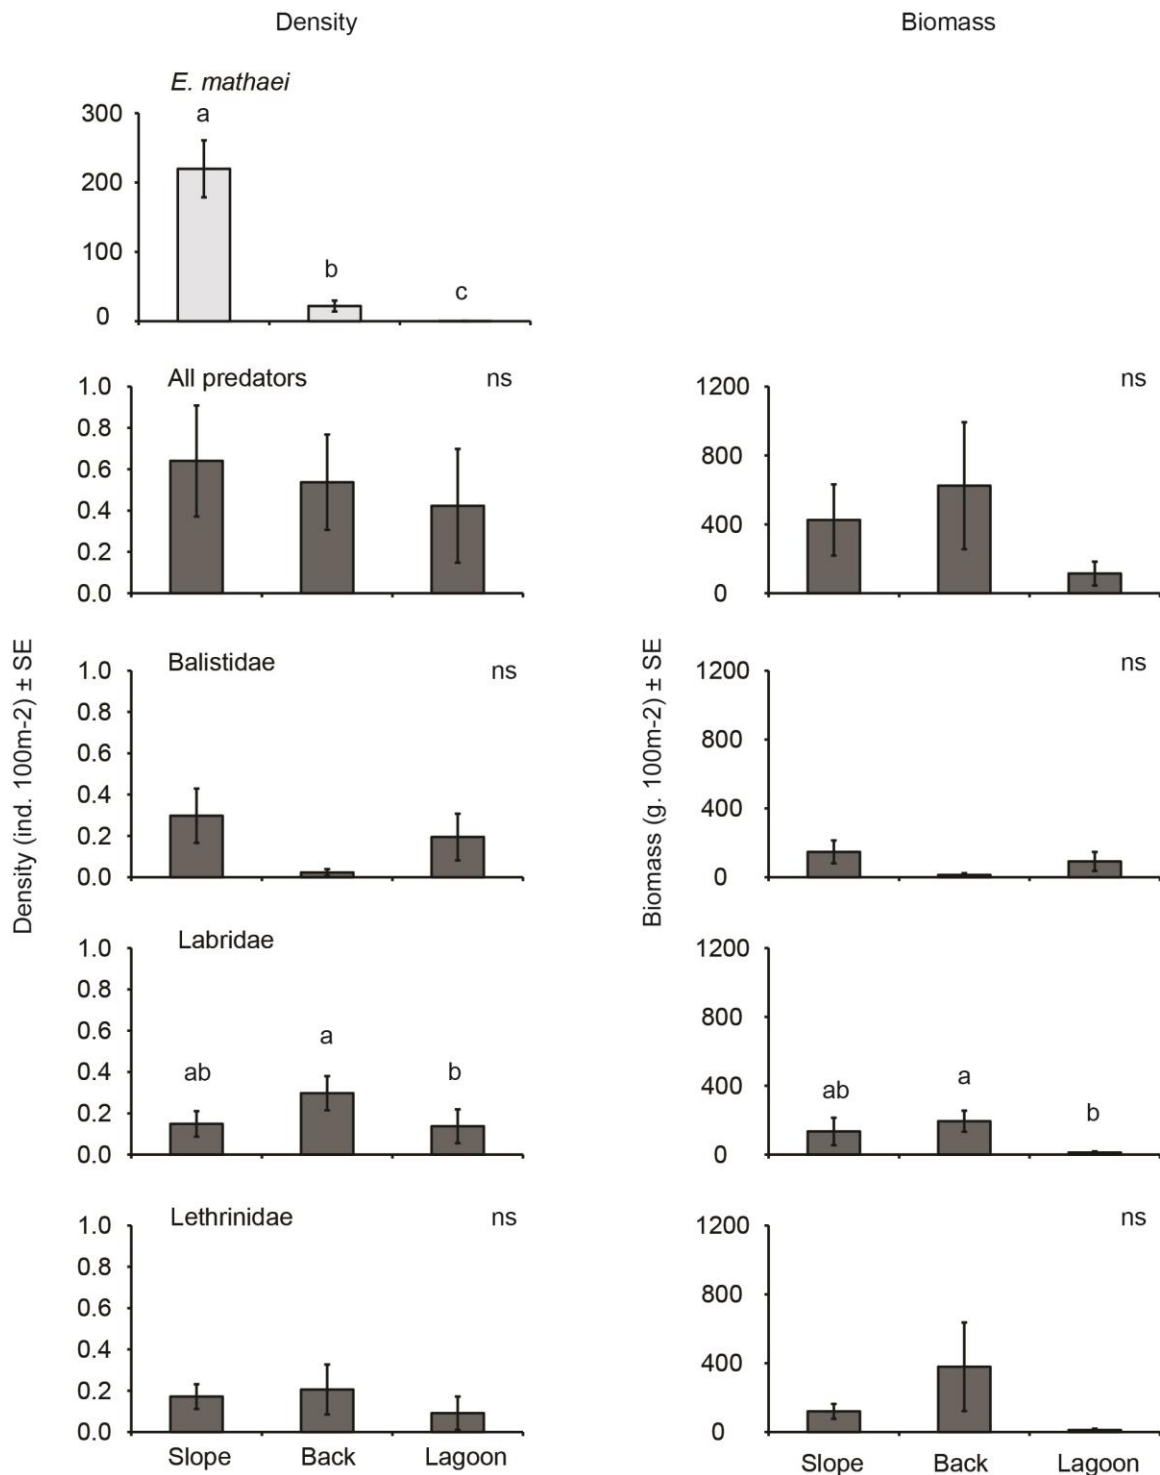 Density
Biomass
E. mathaei
300
200
100
0
a
b
c
All predators
ns
1.0
0.8
0.6
0.4
0.2
0.0
ns
1200
800
400
0
Balistidae
ns
1.0
0.8
0.6
0.4
0.2
0.0
ns
1200
800
400
0
Density (ind. 100m-2) ± SE
Biomass (g. 100m-2) ± SE
Labridae
1.0
0.8
0.6
0.4
0.2
0.0
ab
a
b
1200
800
400
0
ab
a
b
Lethrinidae
ns
1.0
0.8
0.6
0.4
0.2
0.0
Slope Back Lagoon
ns
1200
800
400
0
Slope Back Lagoon